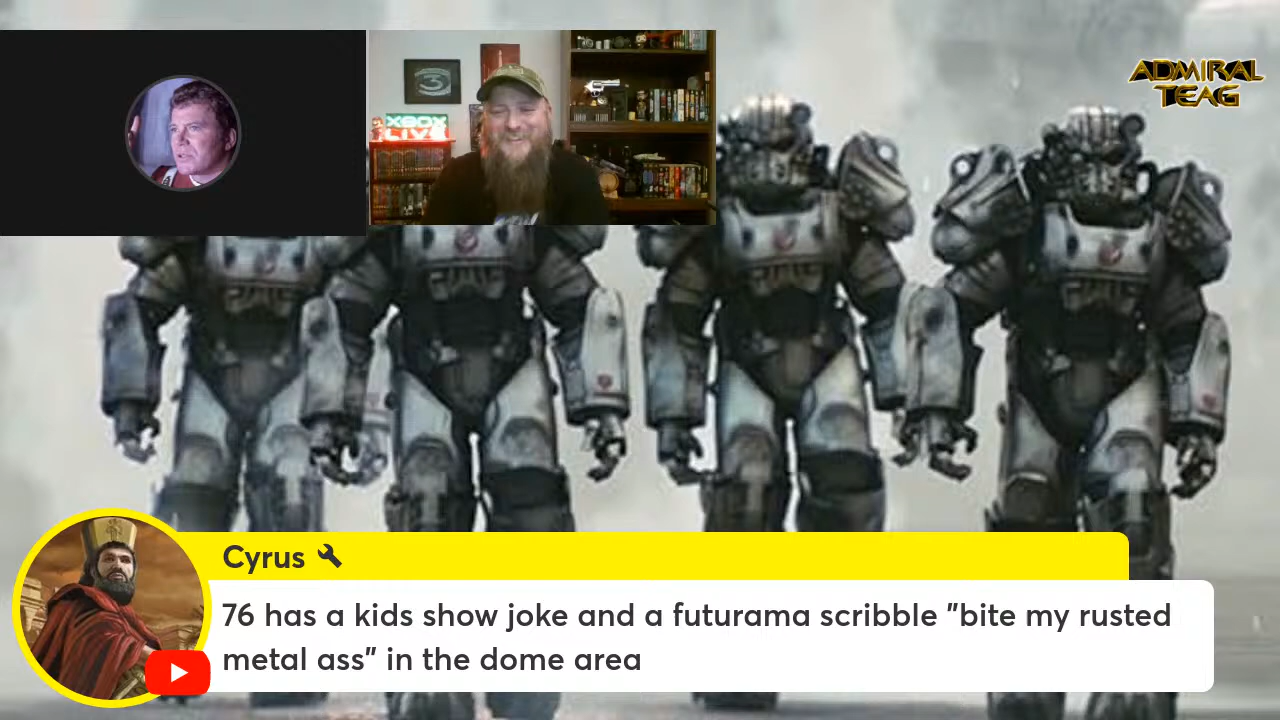 ADMIRAL
TEAG
XBOX
LIVE
3
Cyrus
76 has a kids show joke and a futurama scribble "bite my rusted
metal ass" in the dome area